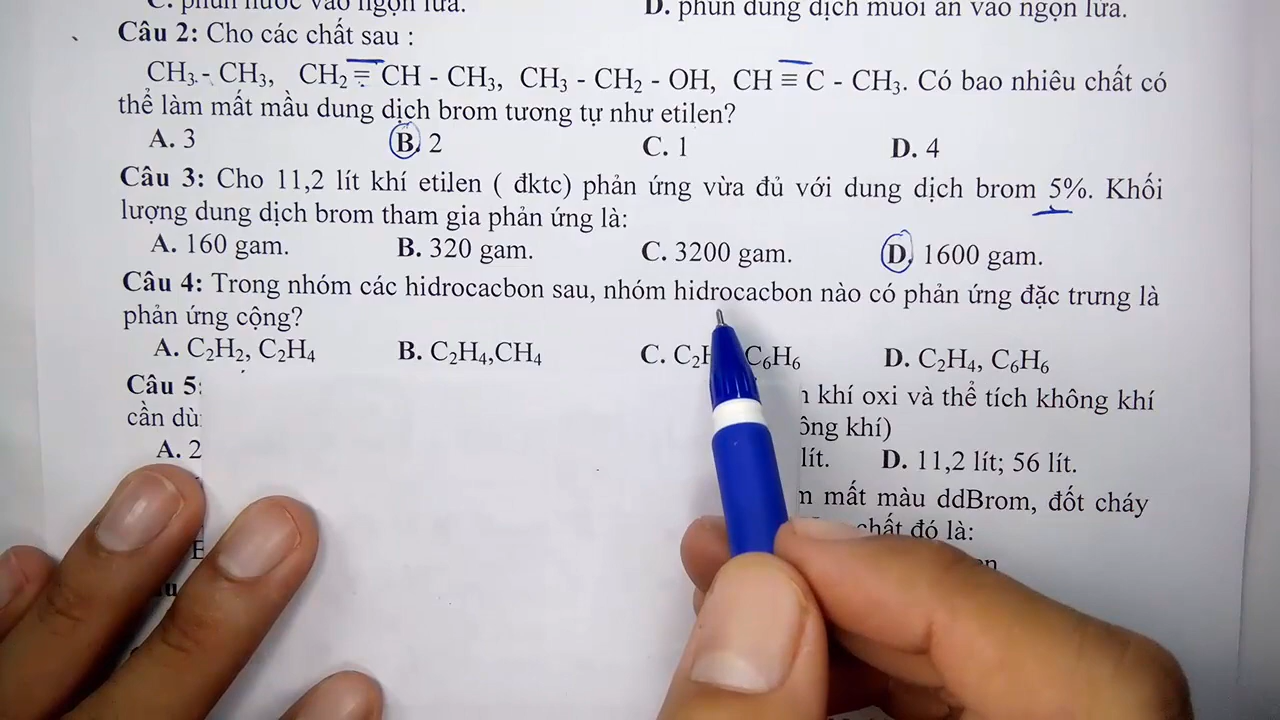 C. phun nước vào ngọn lửa. D. phun dung dịch muối ăn vào ngọn lửa.
Câu 2: Cho các chất sau :
CH₃ - CH₃, CH₂ = CH - CH₃, CH₃ - CH₂ - OH, CH ≡ C - CH₃. Có bao nhiêu chất có
thể làm mất mầu dung dịch brom tương tự như etilen?
A. 3 B. 2 C. 1 D. 4
Câu 3: Cho 11,2 lít khí etilen ( đktc) phản ứng vừa đủ với dung dịch brom 5%. Khối
lượng dung dịch brom tham gia phản ứng là:
A. 160 gam. B. 320 gam. C. 3200 gam. D. 1600 gam.
Câu 4: Trong nhóm các hidrocacbon sau, nhóm hidrocacbon nào có phản ứng đặc trưng là
phản ứng cộng?
A. C₂H₂, C₂H₄ B. C₂H₄,CH₄ C. C₂H C₆H₆ D. C₂H₄, C₆H₆
Câu 5: khí oxi và thể tích không khí
cần khí)
A. 2 lít. D. 11,2 lít; 56 lít.
mất màu ddBrom, đốt cháy
chất đó là: